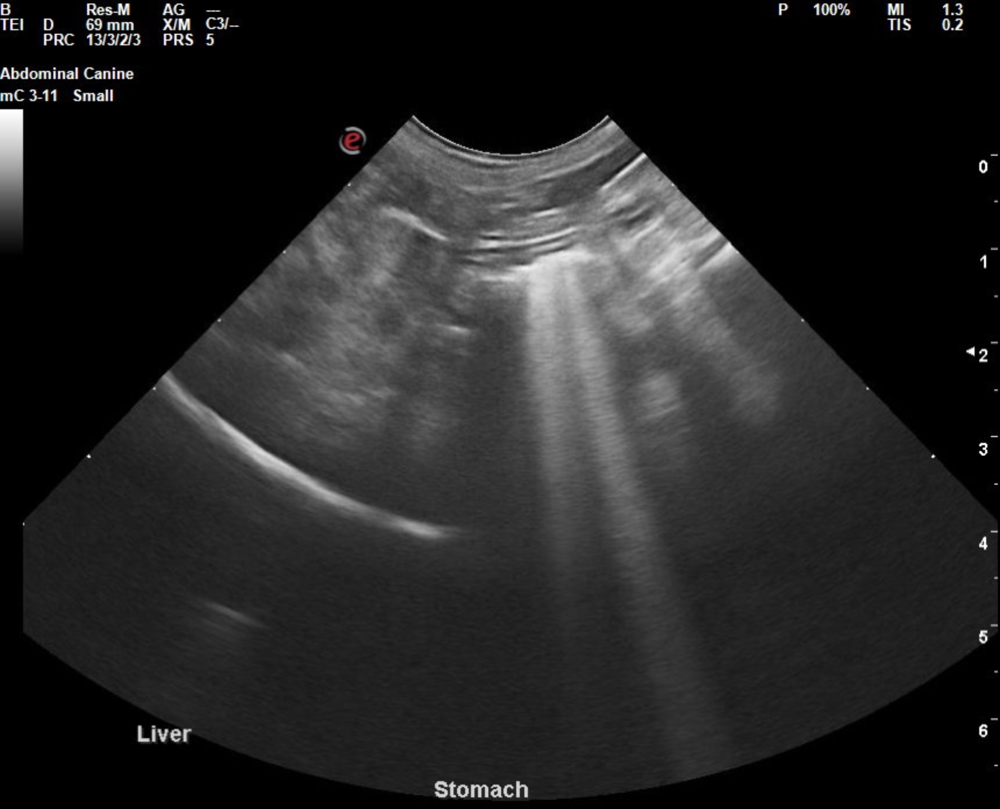 B Res-M AG --- P 100% MI 1.3
TEI D 69 mm X/M C3/-- TIS 0.2
PRC 13/3/2/3 PRS 5
Abdominal Canine
mC 3-11 Small
e
0
1
2
3
4
5
6
Liver
Stomach